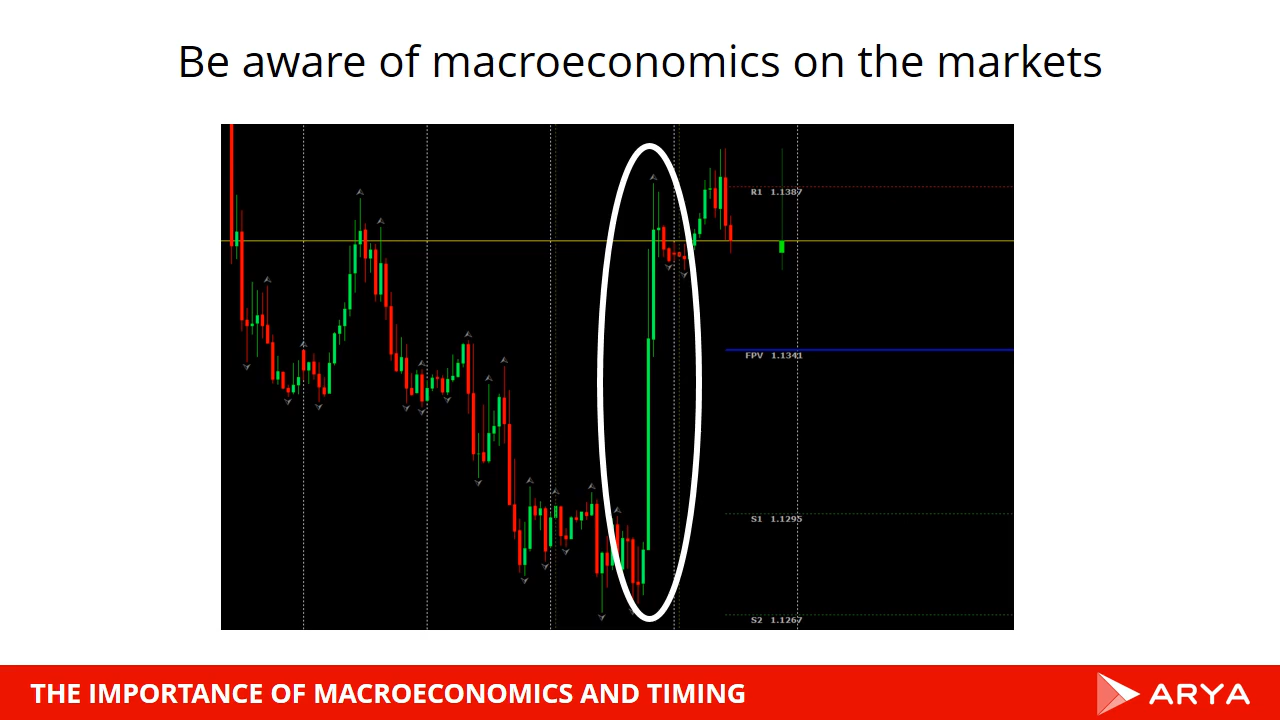 Be aware of macroeconomics on the markets
R1 1.1387
FPV 1.1341
S1 1.1295
S2 1.1267
THE IMPORTANCE OF MACROECONOMICS AND TIMING
ARYA